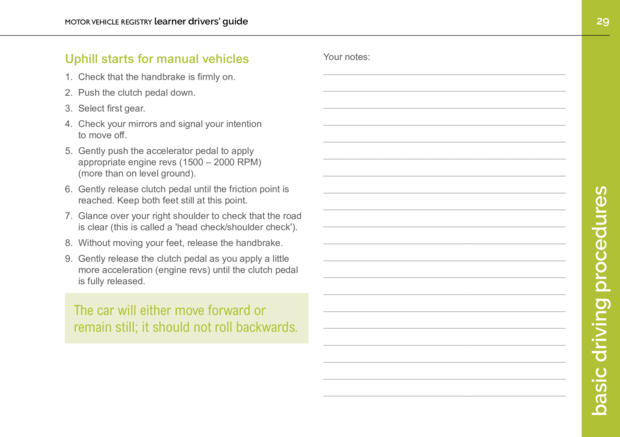 MOTOR VEHICLE REGISTRY learner drivers' guide
29
Uphill starts for manual vehicles
1. Check that the handbrake is firmly on.
2. Push the clutch pedal down.
3. Select first gear.
4. Check your mirrors and signal your intention
to move off.
5. Gently push the accelerator pedal to apply
appropriate engine revs (1500 – 2000 RPM)
(more than on level ground).
6. Gently release clutch pedal until the friction point is
reached. Keep both feet still at this point.
7. Glance over your right shoulder to check that the road
is clear (this is called a 'head check/shoulder check').
8. Without moving your feet, release the handbrake.
9. Gently release the clutch pedal as you apply a little
more acceleration (engine revs) until the clutch pedal
is fully released.
The car will either move forward or
remain still; it should not roll backwards.
Your notes:
basic driving procedures